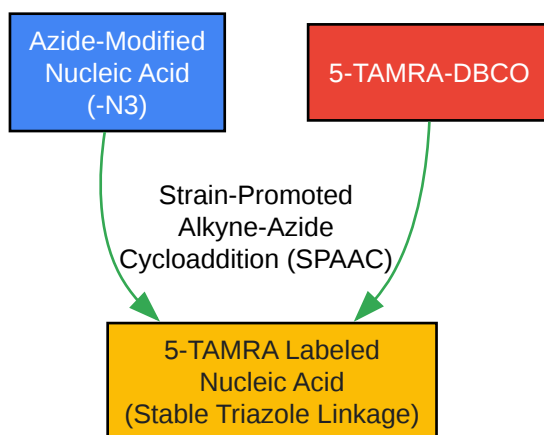 Azide-Modified
Nucleic Acid
(-N3)
5-TAMRA-DBCO
Strain-Promoted
Alkyne-Azide
Cycloaddition (SPAAC)
5-TAMRA Labeled
Nucleic Acid
(Stable Triazole Linkage)